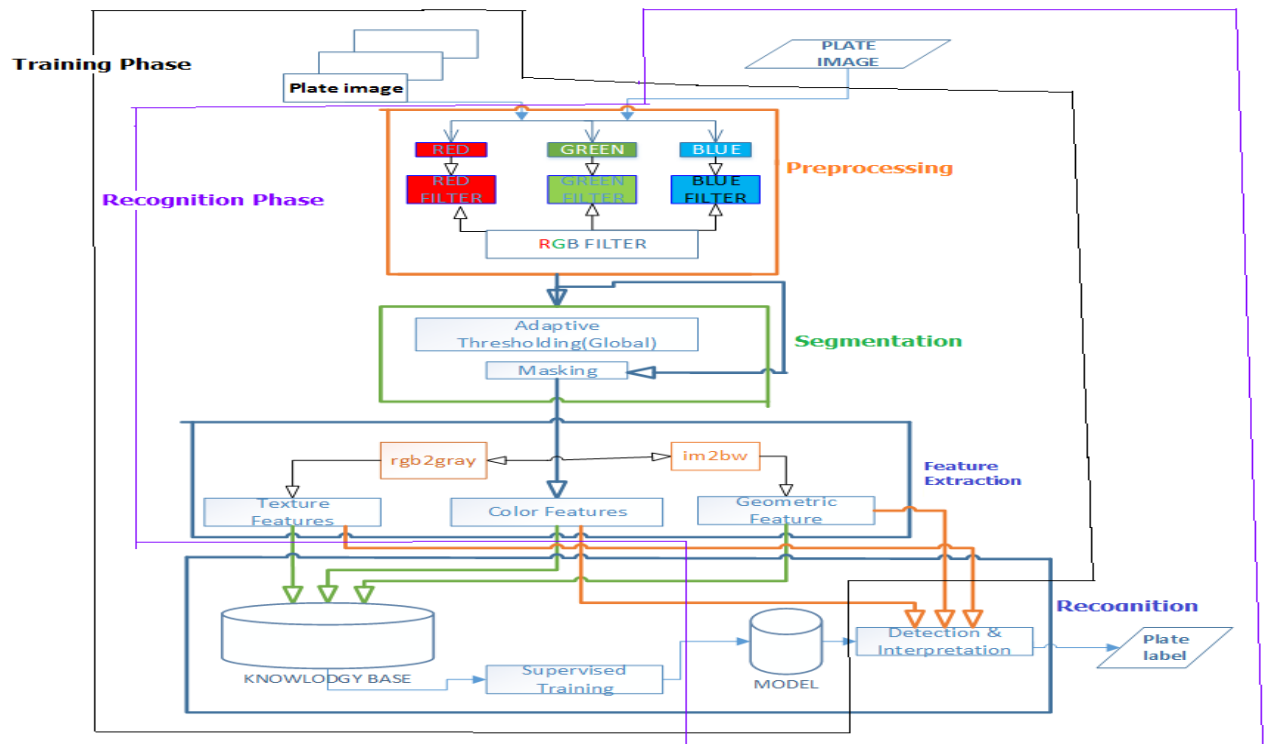 Training Phase
Plate image
PLATE
IMAGE
RED
GREEN
BLUE
RED
FILTER
GREEN
FILTER
BLUE
FILTER
RGB FILTER
Preprocessing
Recognition Phase
Adaptive
Thresholding(Global)
Masking
Segmentation
rgb2gray
im2bw
Texture
Features
Color Features
Geometric
Feature
Feature
Extraction
KNOWLODGY BASE
Supervised
Training
MODEL
Detection &
Interpretation
Recognition
Plate
label